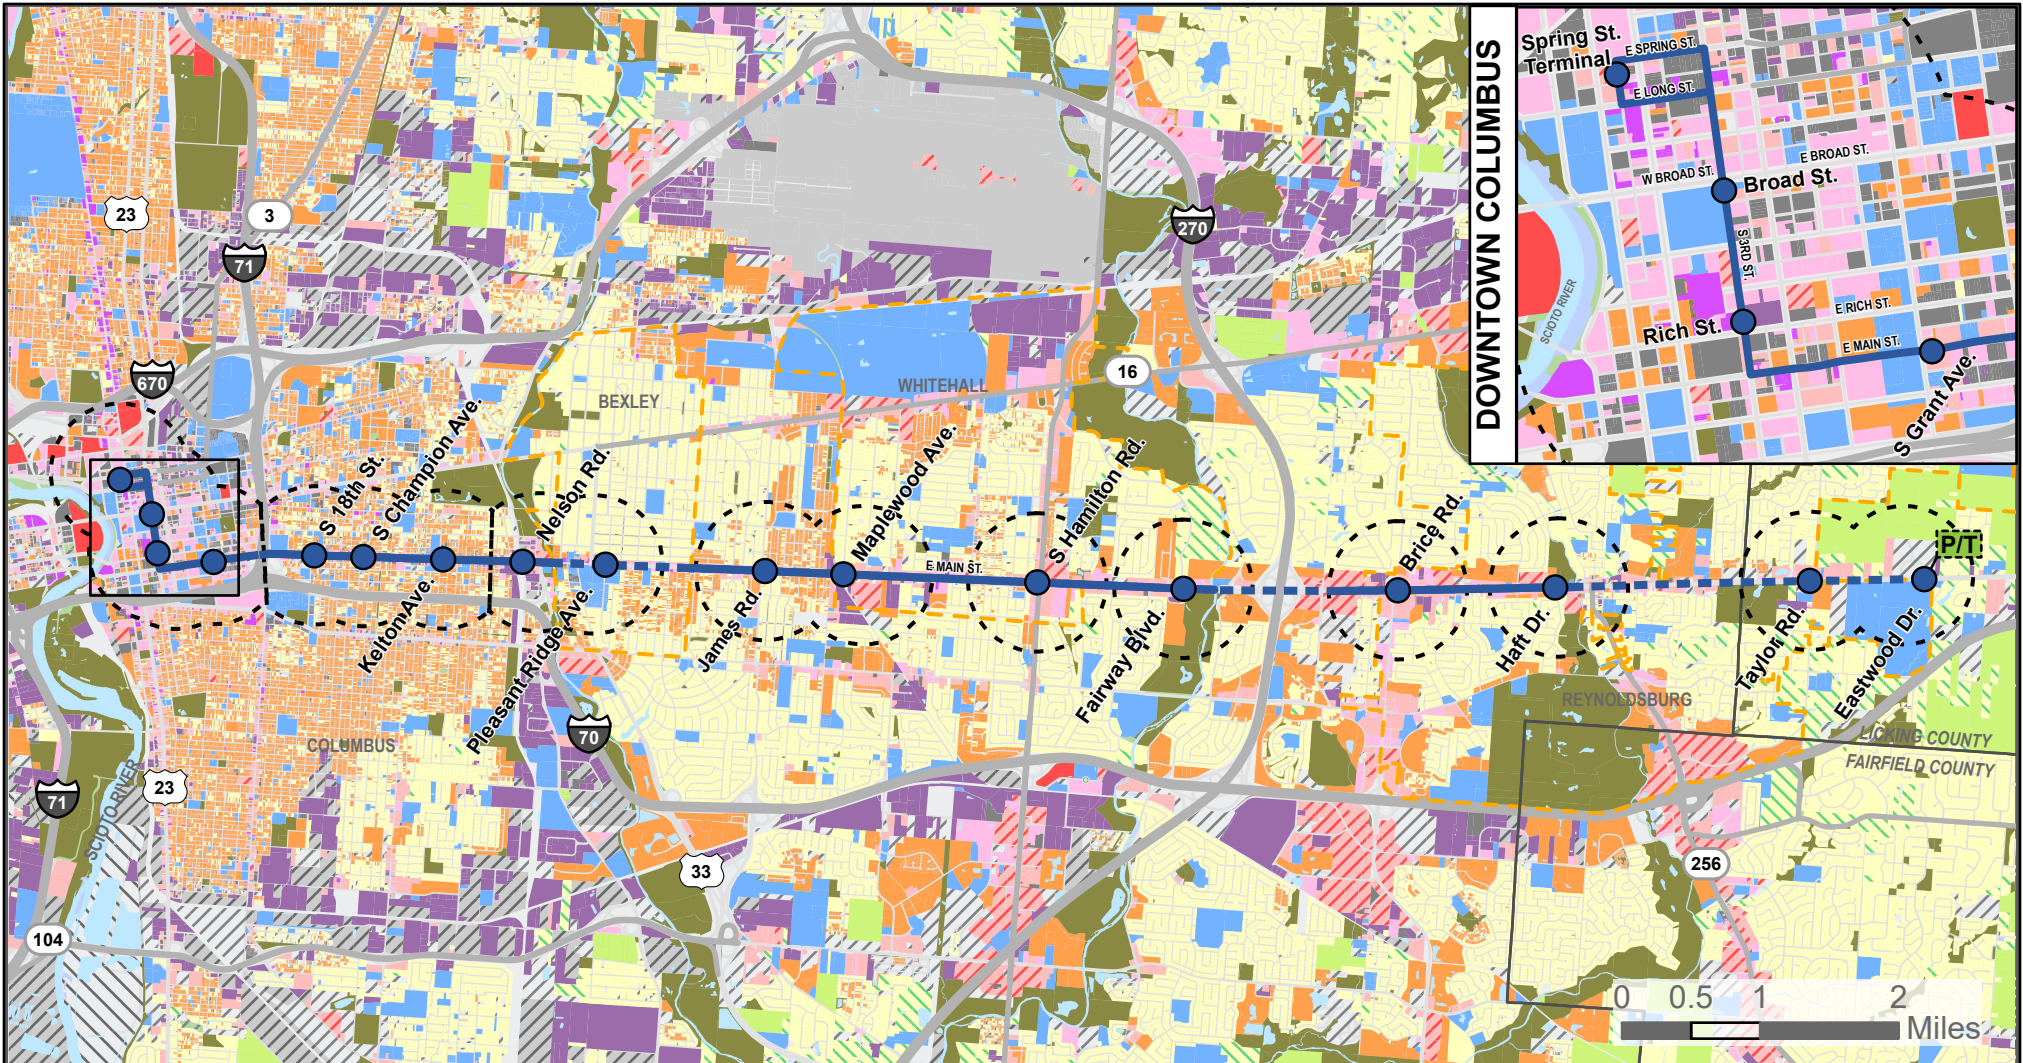 DOWNTOWN COLUMBUS
Spring St.
Terminal
E SPRING ST.
E LONG ST.
W BROAD ST.
E BROAD ST.
Broad St.
S 3RD ST.
SCIOTO RIVER
Rich St.
E RICH ST.
E MAIN ST.
S Grant Ave.
23
3
71
270
670
16
WHITEHALL
BEXLEY
S 18th St.
S Champion Ave.
Nelson Rd.
Maplewood Ave.
S Hamilton Rd.
Brice Rd.
P/T
E MAIN ST.
Kelton Ave.
Pleasant Ridge Ave.
James Rd.
Fairway Blvd.
Haft Dr.
Taylor Rd.
Eastwood Dr.
REYNOLDSBURG
COLUMBUS
70
LICKING COUNTY
FAIRFIELD COUNTY
71
23
SCIOTO RIVER
33
256
104
0 0.5 1 2
Miles